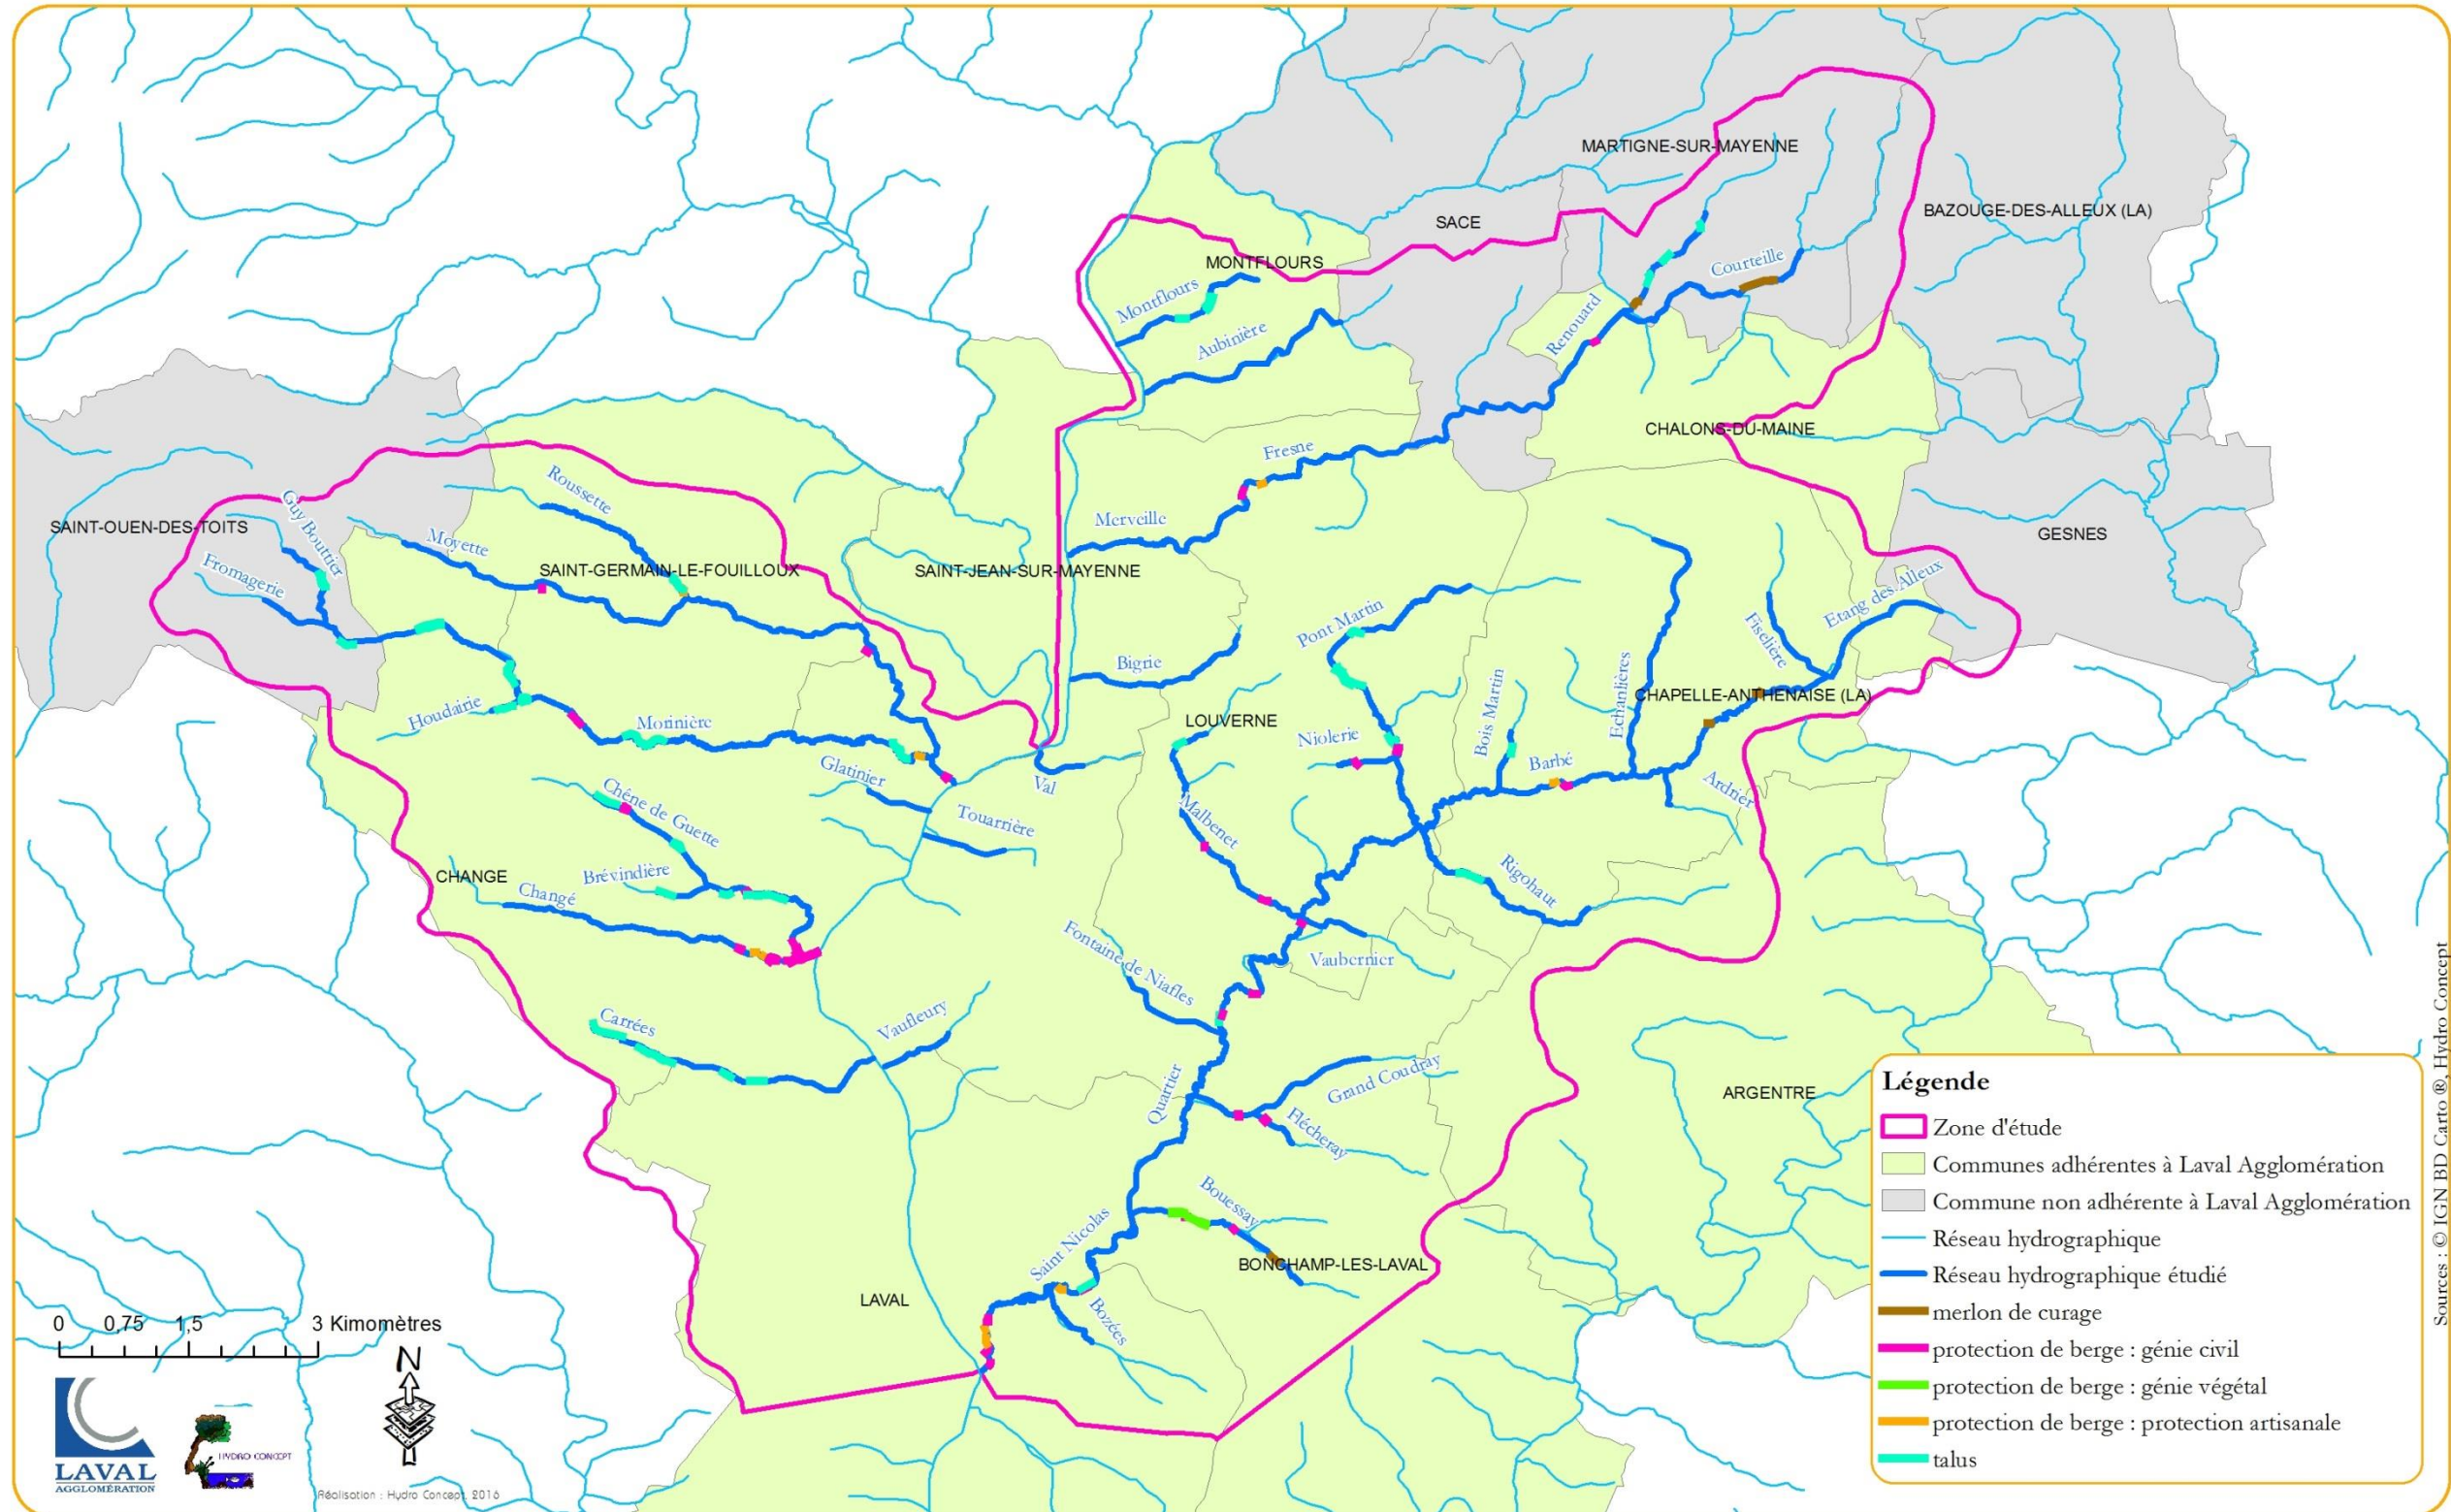 MARTIGNE-SUR-MAYENNE
BAZOUGE-DES-ALLEUX (LA)
SACE
MONTFLOURS
Courteille
Montflours
Renouard
Aubinière
CHALONS-DU-MAINE
Fresne
Roussette
Guy Bouttier
SAINT-OUEN-DES-TOITS
Merveille
GESNES
Moyette
Fromagerie
SAINT-GERMAIN-LE-FOUILLOUX
SAINT-JEAN-SUR-MAYENNE
Etang des Alleux
Pont Martin
Fiselière
Bigrie
Echanlières
CHAPELLE-ANTHENAISE (LA)
Bois Martin
Houdairie
Morinière
LOUVERNE
Niolerie
Glatinier
Barbé
Val
Ardrier
Chêne de Guette
Touarrière
Malbenet
CHANGE
Brévindière
Changé
Rigohaut
Fontaine de Niafles
Vaubernier
Carrées
Vaufleury
Quartier
Grand Coudray
ARGENTRE
Flécheray
Bouessay
Saint Nicolas
BONCHAMP-LES-LAVAL
LAVAL
Bozées
Légende
Zone d'étude
Communes adhérentes à Laval Agglomération
Commune non adhérente à Laval Agglomération
Réseau hydrographique
Réseau hydrographique étudié
merlon de curage
protection de berge : génie civil
protection de berge : génie végétal
protection de berge : protection artisanale
talus
0 0,75 1,5 3 Kimomètres
N
LAVAL
AGGLOMÉRATION
HYDRO CONCEPT
Réalisation : Hydro Concept, 2016
Sources : © IGN BD Carto ®, Hydro Concept